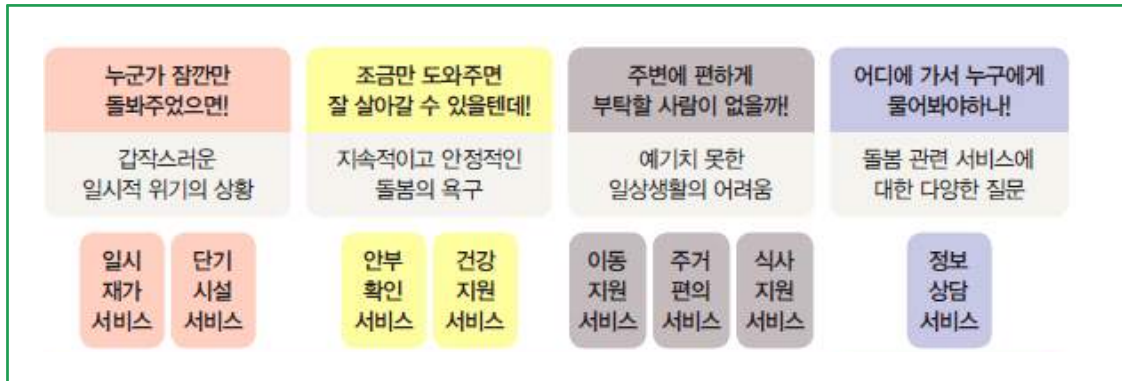 누군가 잠깐만
돌봐주었으면!
갑작스러운
일시적 위기의 상황
조금만 도와주면
잘 살아갈 수 있을텐데!
지속적이고 안정적인
돌봄의 욕구
주변에 편하게
부탁할 사람이 없을까!
예기치 못한
일상생활의 어려움
어디에 가서 누구에게
물어봐야하나!
돌봄 관련 서비스에
대한 다양한 질문
일시
재가
서비스
단기
시설
서비스
안부
확인
서비스
건강
지원
서비스
이동
지원
서비스
주거
편의
서비스
식사
지원
서비스
정보
상담
서비스